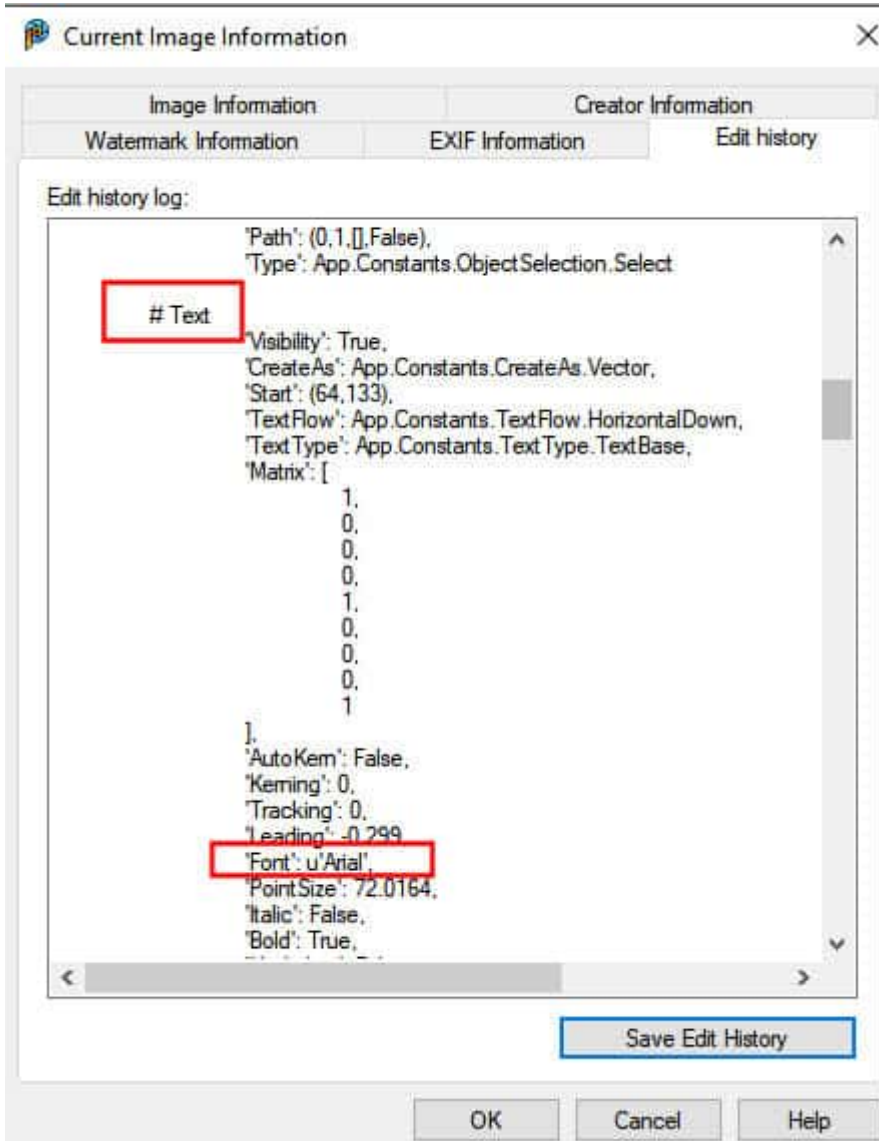 Current Image Information
Image Information
Creator Information
Watermark Information
EXIF Information
Edit history
Edit history log:
'Path': (0,1,[],False),
'Type': App.Constants.ObjectSelection.Select
# Text
'Visibility': True,
'CreateAs': App.Constants.CreateAs.Vector,
'Start': (64,133),
'TextFlow': App.Constants.TextFlow.HorizontalDown,
'TextType': App.Constants.TextType.TextBase,
'Matrix': [
1,
0,
0,
0,
1,
0,
0,
0,
1
],
'AutoKern': False,
'Kerning': 0,
'Tracking': 0,
'Leading': -0.299,
'Font': u'Arial',
'PointSize': 72.0164,
'Italic': False,
'Bold': True,
Save Edit History
OK
Cancel
Help